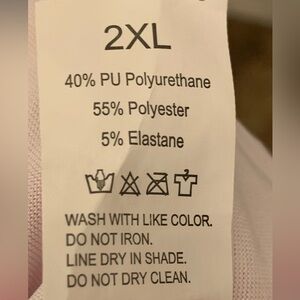 2XL
40% PU Polyurethane
55% Polyester
5% Elastane
WASH WITH LIKE COLOR.
DO NOT IRON.
LINE DRY IN SHADE.
DO NOT DRY CLEAN.